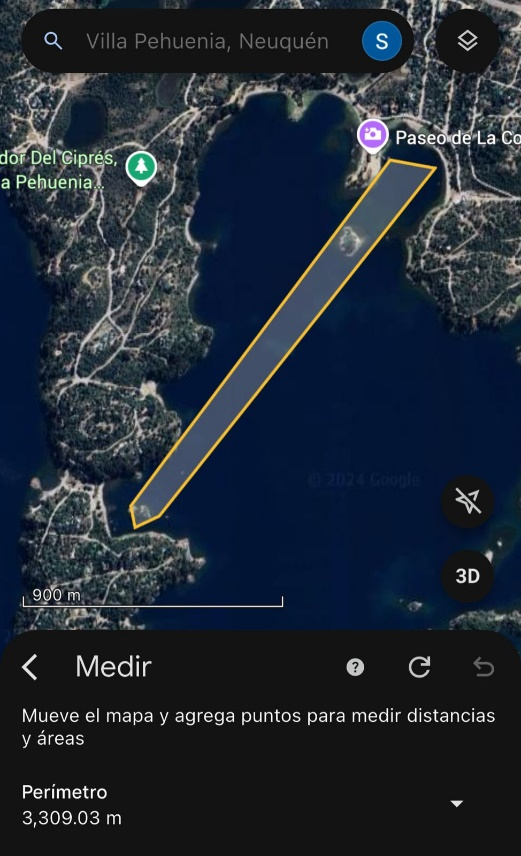 Villa Pehuenia, Neuquén
S
Paseo de La Co
dor Del Ciprés,
a Pehuenia...
© 2024 Google
3D
900 m
Medir
?
Mueve el mapa y agrega puntos para medir distancias
y áreas
Perímetro
3,309.03 m